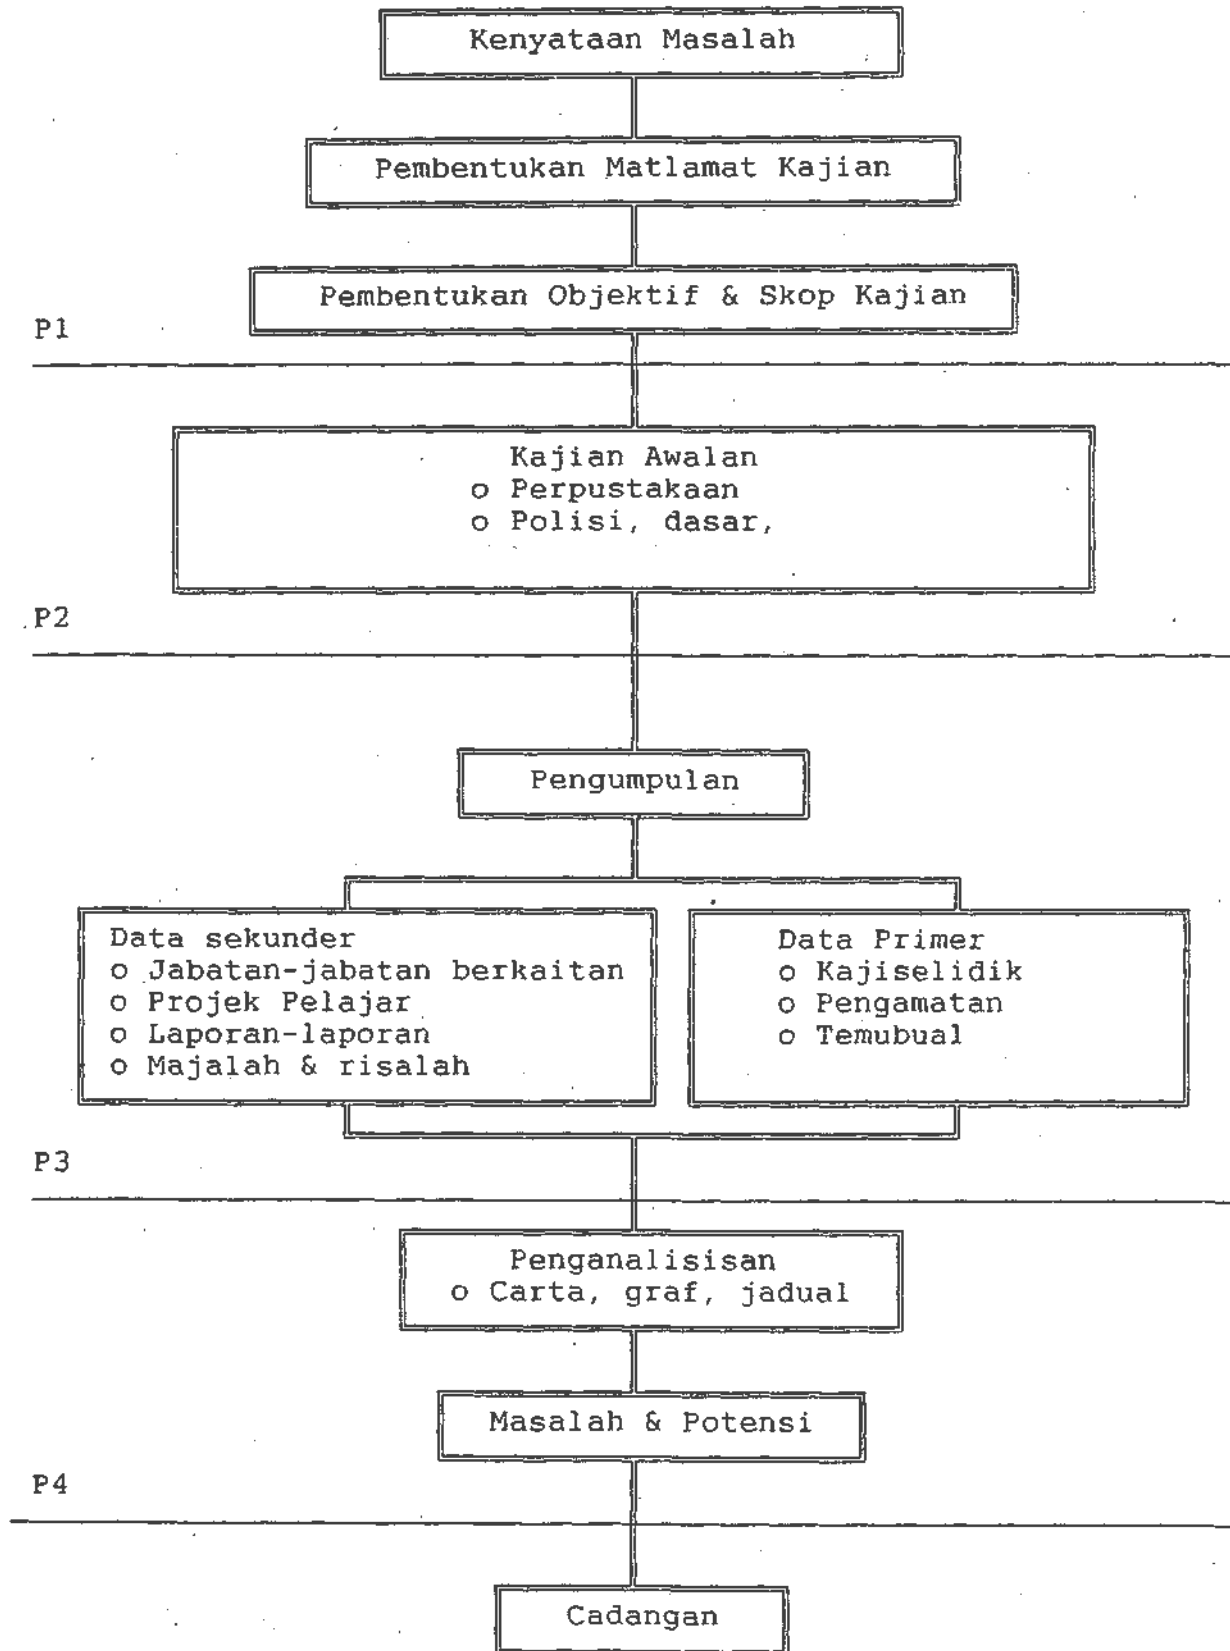 Kenyataan Masalah
Pembentukan Matlamat Kajian
Pembentukan Objektif & Skop Kajian
P1
Kajian Awalan
o Perpustakaan
o Polisi, dasar,
P2
Pengumpulan
Data sekunder
o Jabatan-jabatan berkaitan
o Projek Pelajar
o Laporan-laporan
o Majalah & risalah
Data Primer
o Kajiselidik
o Pengamatan
o Temubual
P3
Penganalisisan
o Carta, graf, jadual
Masalah & Potensi
P4
Cadangan